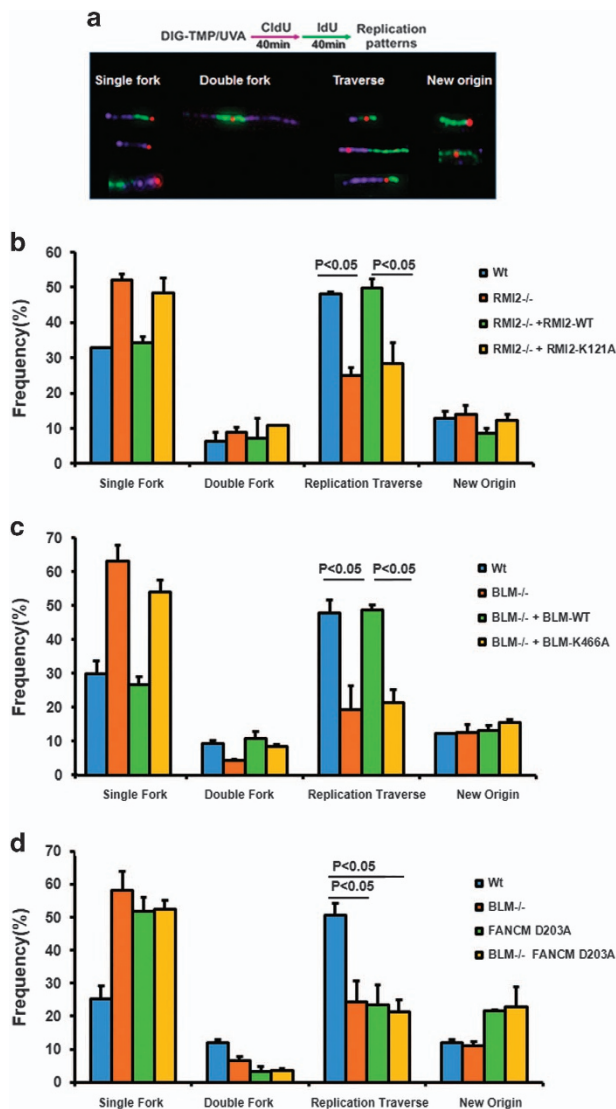 a
DIG-TMP/UVA CldU IdU Replication
40min 40min patterns
Single fork Double fork Traverse New origin
b
60
50
40
30
20
10
0
Frequency(%)
P<0.05 P<0.05
Wt
RMI2-/-
RMI2-/- +RMI2-WT
RMI2-/- + RMI2-K121A
Single Fork Double Fork Replication Traverse New Origin
c
70
60
50
40
30
20
10
0
Frequency(%)
P<0.05 P<0.05
Wt
BLM-/-
BLM-/- + BLM-WT
BLM-/- + BLM-K466A
Single Fork Double Fork Replication Traverse New Origin
d
70
60
50
40
30
20
10
0
Frequency(%)
P<0.05
P<0.05
Wt
BLM-/-
FANCM D203A
BLM-/- FANCM D203A
Single Fork Double Fork Replication Traverse New Origin